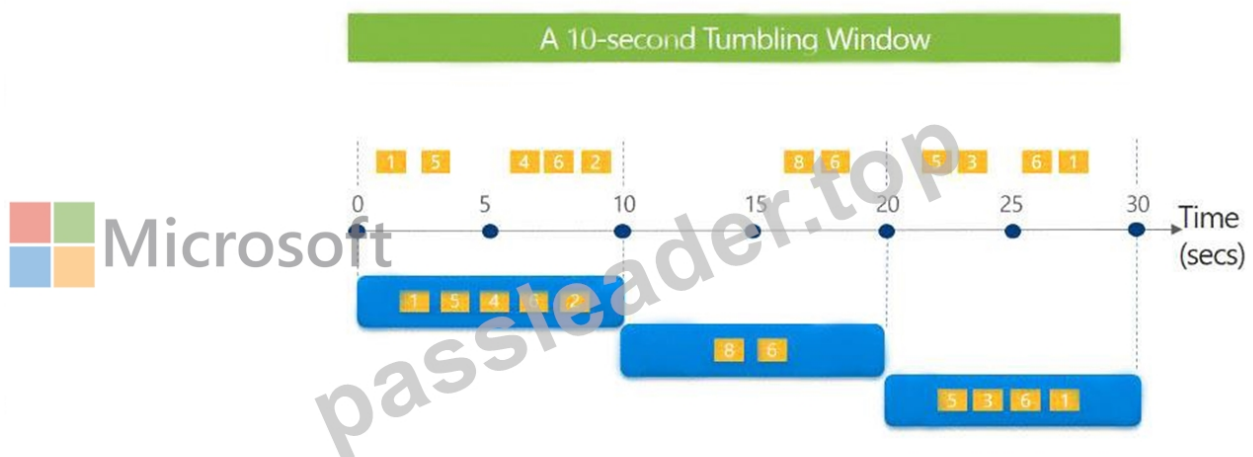 A 10-second Tumbling Window
1 5 4 6 2 8 6 5 3 6 1
0 5 10 15 20 25 30
Time
(secs)
Microsoft
1 5 4 6 2
8 6
5 3 6 1
passleader.top